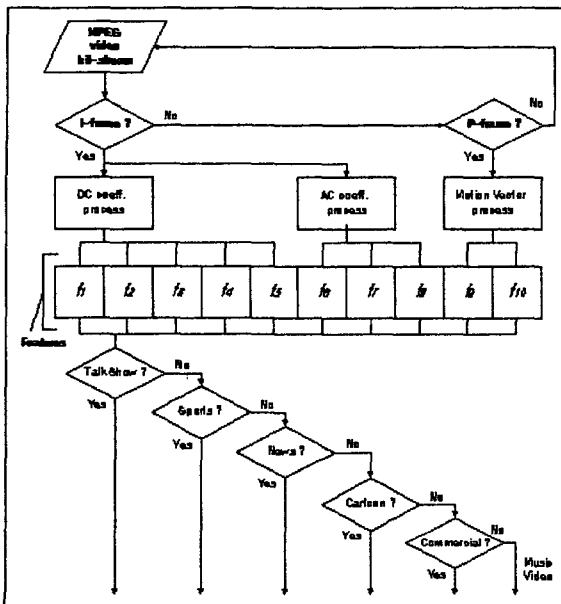 MPEG
video
bit-stream
I-frame ?
No
P-frame ?
No
Yes
Yes
DC coeff.
process
AC coeff.
process
Motion Vector
process
f1 f2 f3 f4 f5 f6 f7 f8 f9 f10
Features
TalkShow ?
No
Yes
Sports ?
No
Yes
News ?
No
Yes
Cartoon ?
No
Yes
Commercial ?
No
Yes
Music
Video